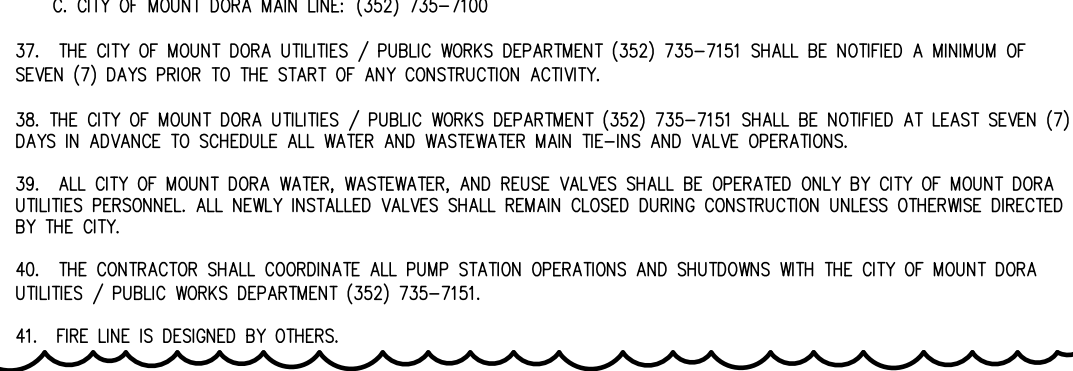 C. CITY OF MOUNT DORA MAIN LINE: (352) 735-7100
37. THE CITY OF MOUNT DORA UTILITIES / PUBLIC WORKS DEPARTMENT (352) 735-7151 SHALL BE NOTIFIED A MINIMUM OF
SEVEN (7) DAYS PRIOR TO THE START OF ANY CONSTRUCTION ACTIVITY.
38. THE CITY OF MOUNT DORA UTILITIES / PUBLIC WORKS DEPARTMENT (352) 735-7151 SHALL BE NOTIFIED AT LEAST SEVEN (7)
DAYS IN ADVANCE TO SCHEDULE ALL WATER AND WASTEWATER MAIN TIE-INS AND VALVE OPERATIONS.
39. ALL CITY OF MOUNT DORA WATER, WASTEWATER, AND REUSE VALVES SHALL BE OPERATED ONLY BY CITY OF MOUNT DORA
UTILITIES PERSONNEL. ALL NEWLY INSTALLED VALVES SHALL REMAIN CLOSED DURING CONSTRUCTION UNLESS OTHERWISE DIRECTED
BY THE CITY.
40. THE CONTRACTOR SHALL COORDINATE ALL PUMP STATION OPERATIONS AND SHUTDOWNS WITH THE CITY OF MOUNT DORA
UTILITIES / PUBLIC WORKS DEPARTMENT (352) 735-7151.
41. FIRE LINE IS DESIGNED BY OTHERS.